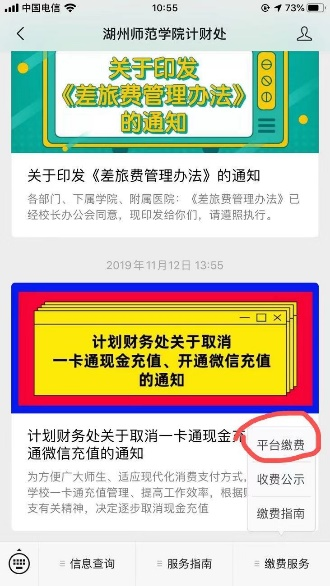 中国电信
10:55
73%
湖州师范学院计财处
关于印发
《差旅费管理办法》
的通知
关于印发《差旅费管理办法》的通知
各部门、下属学院、附属医院：《差旅费管理办法》已
经校长办公会同意，现印发给你们，请遵照执行。
2019年11月12日 13:55
计划财务处关于取消
一卡通现金充值、开通微信充值
的通知
计划财务处关于取消一卡通现金充
通微信充值的通知
为方便广大师生、适应现代化消费支付方式，
学校一卡通充值管理、提高工作效率，根据
支有关精神，决定逐步取消现金充值
平台缴费
收费公示
缴费指南
信息查询
服务指南
缴费服务